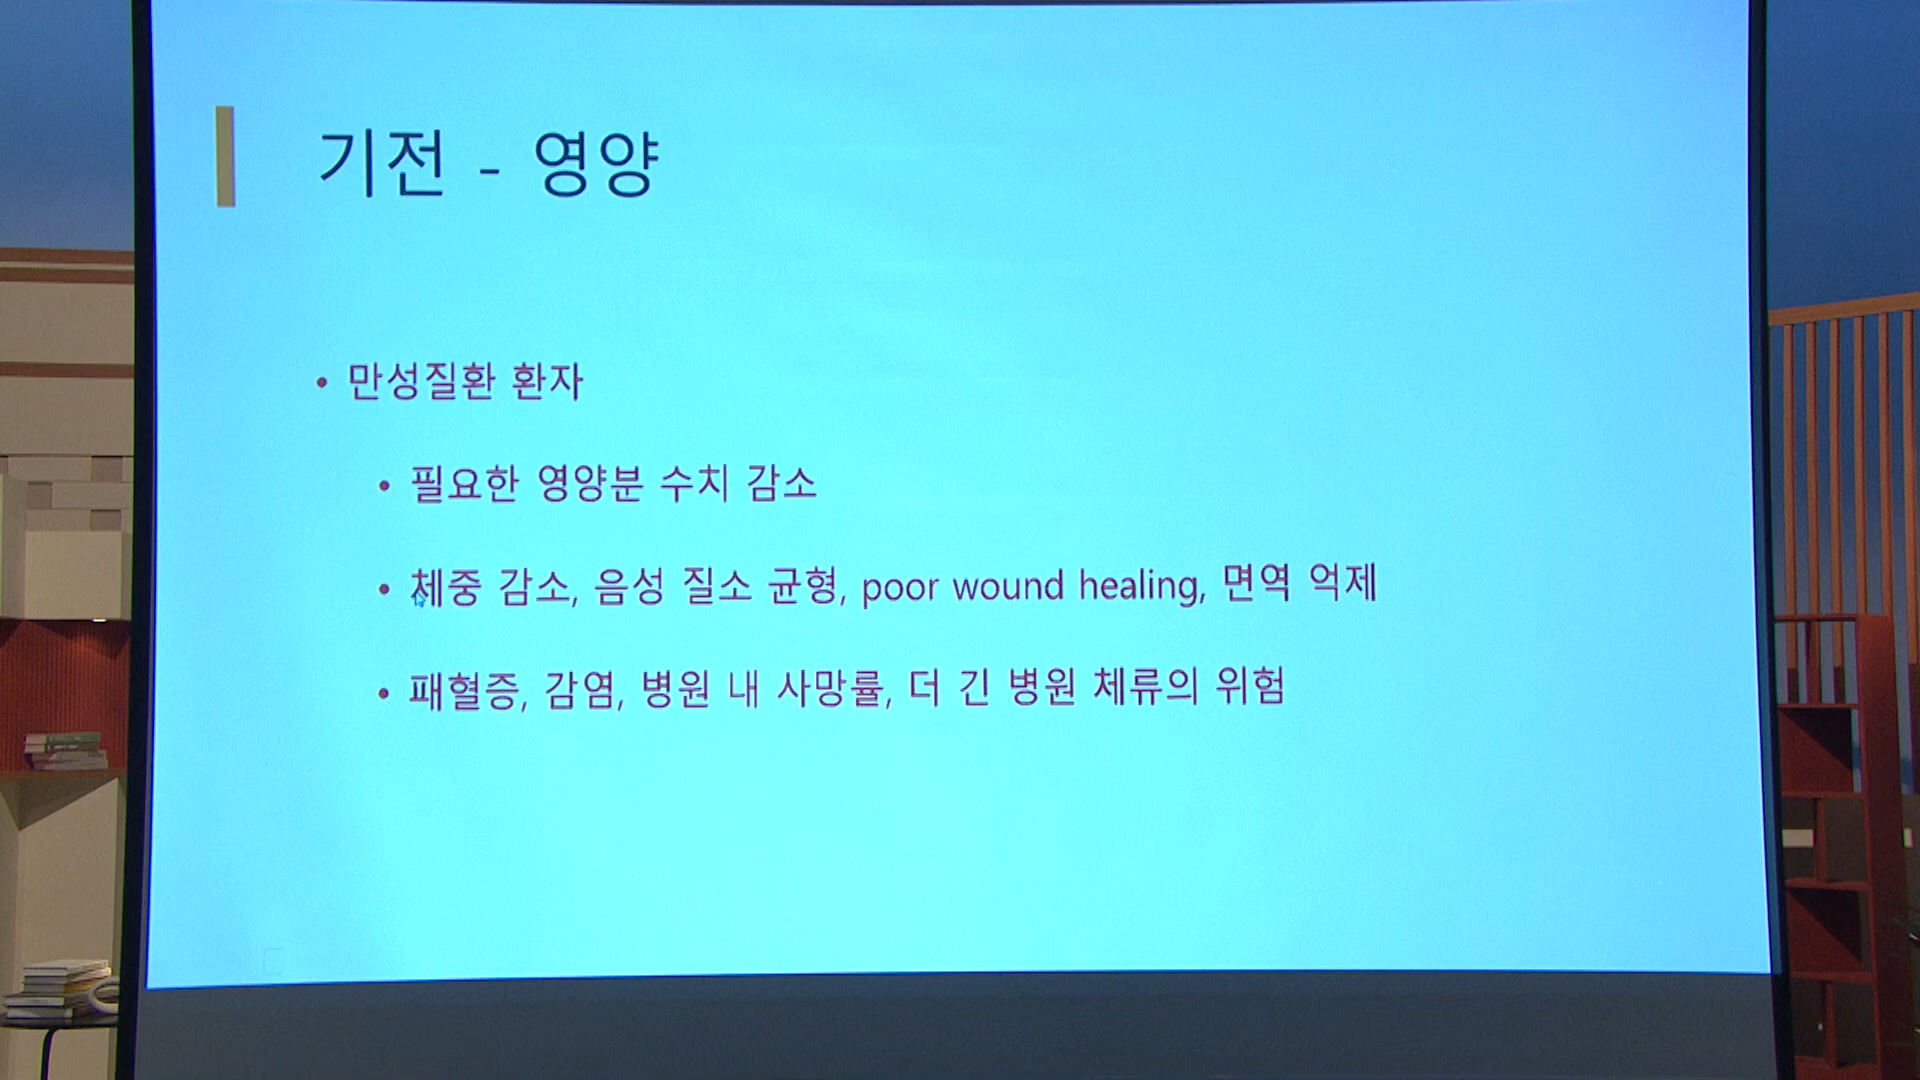 기전 - 영양
• 만성질환 환자
• 필요한 영양분 수치 감소
• 체중 감소, 음성 질소 균형, poor wound healing, 면역 억제
• 패혈증, 감염, 병원 내 사망률, 더 긴 병원 체류의 위험